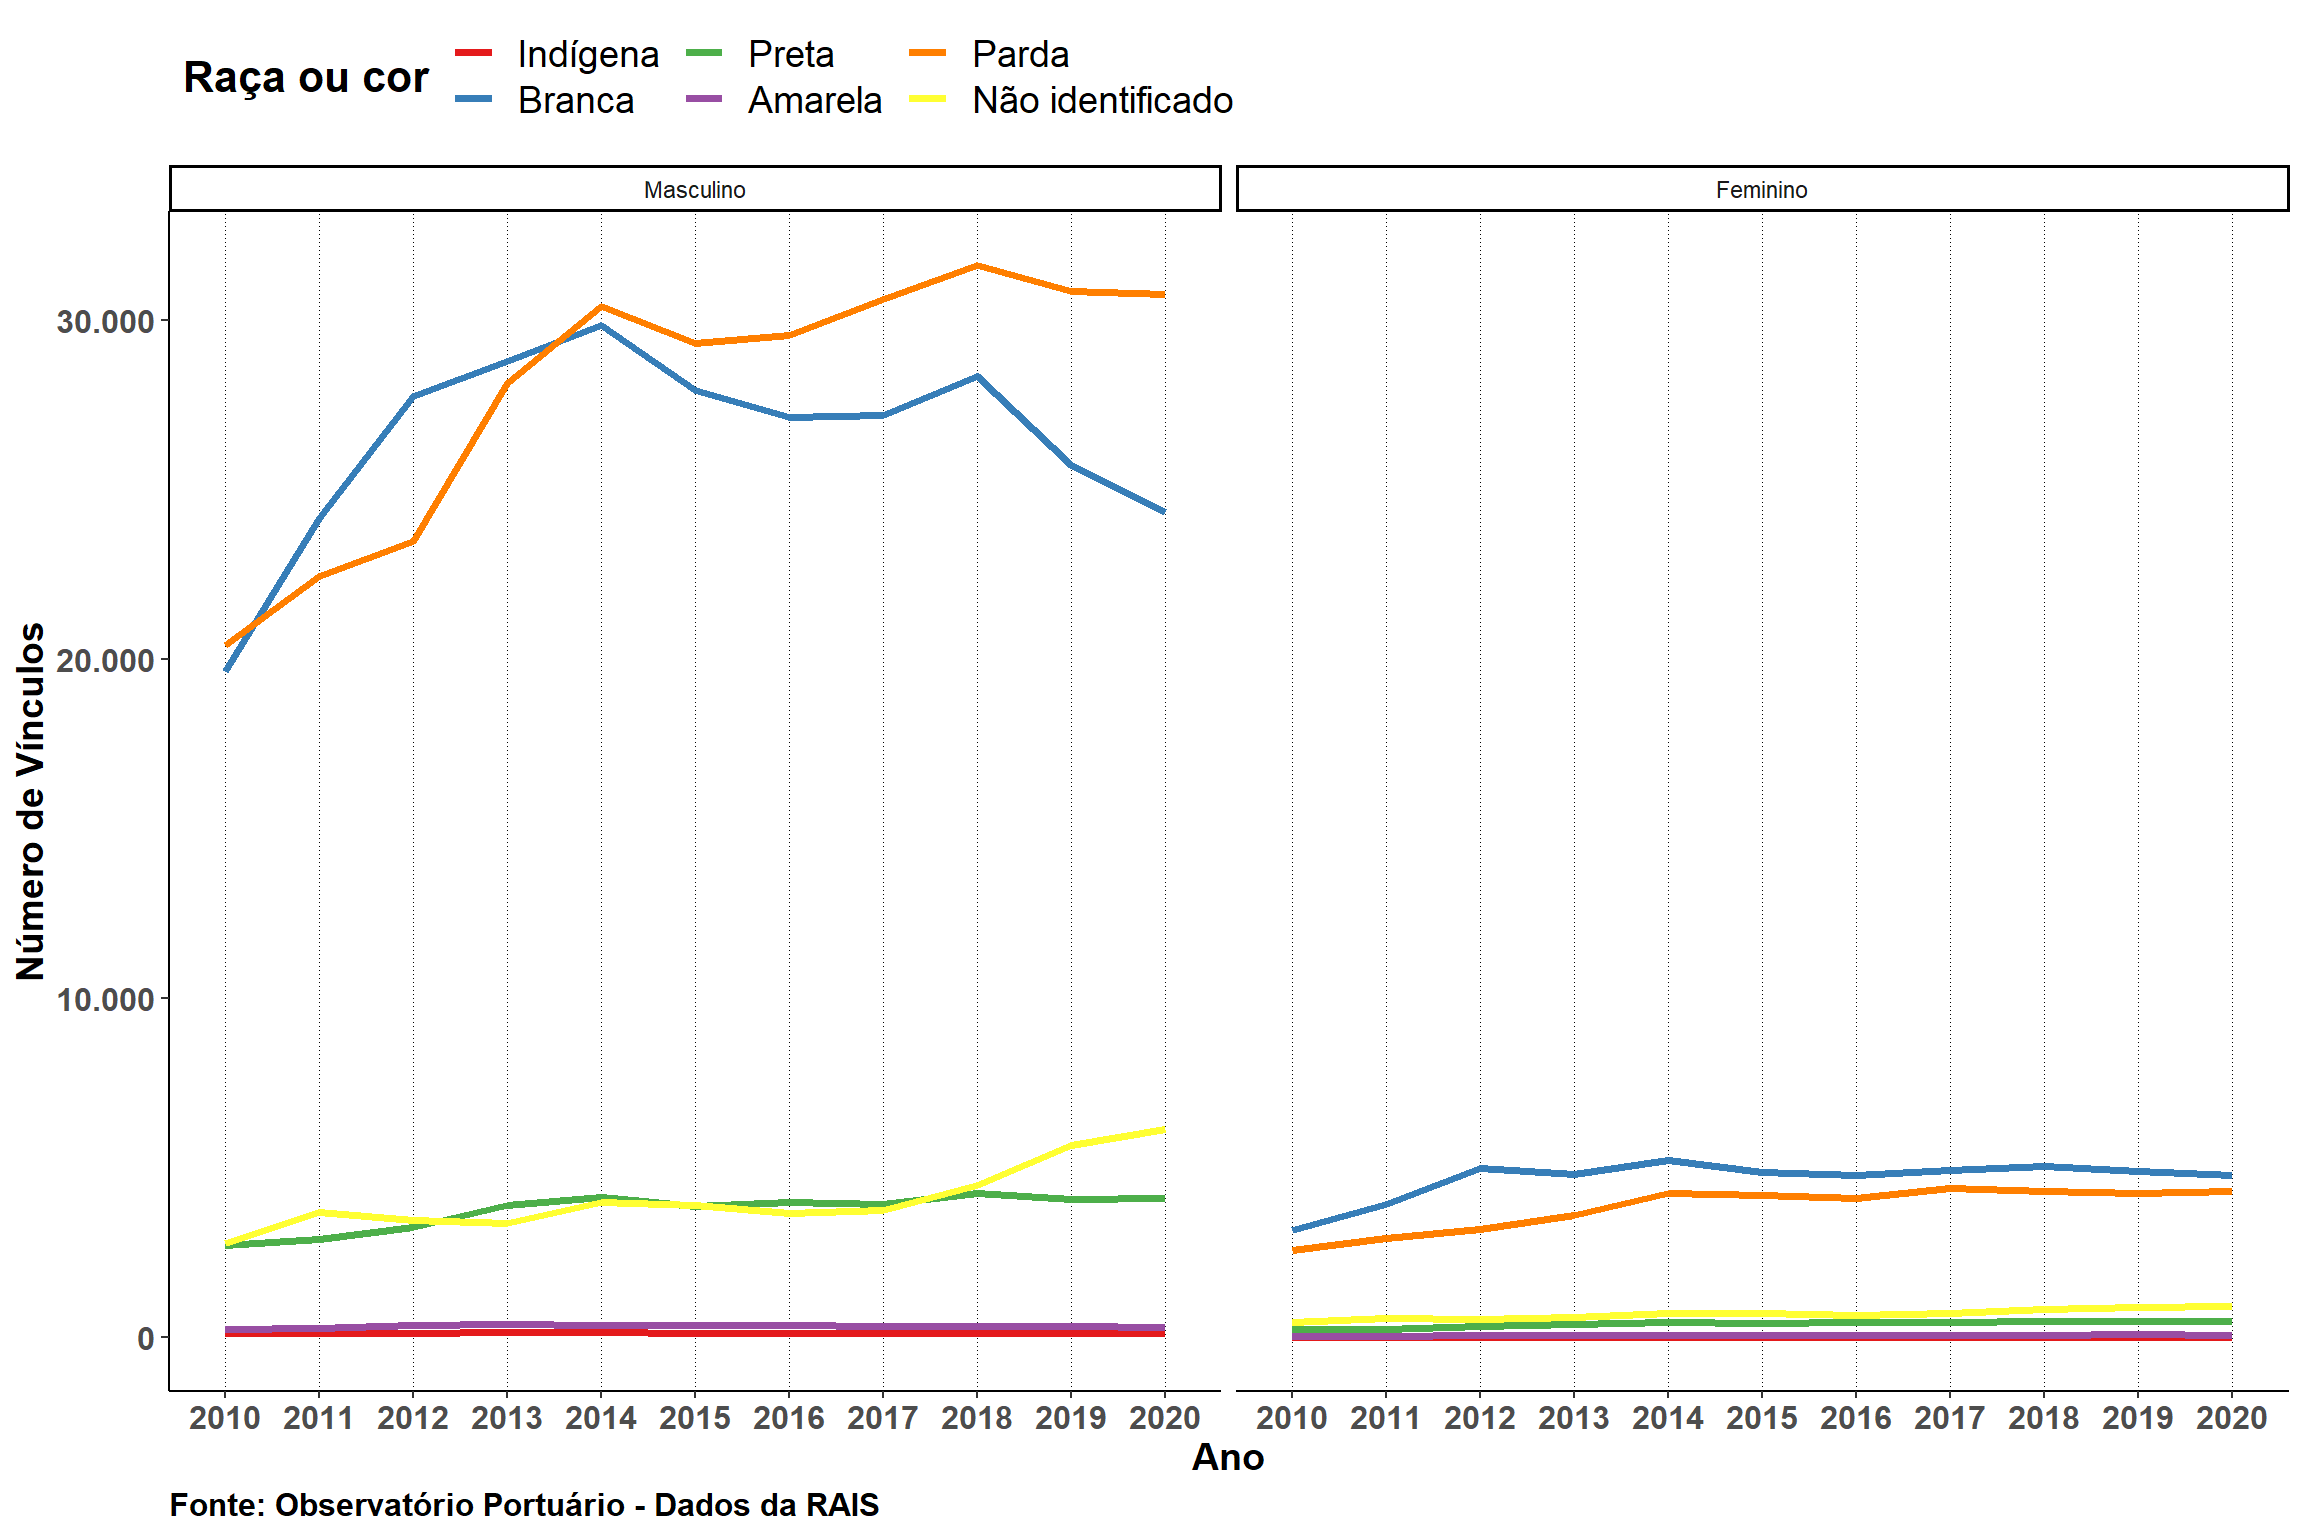 Raça ou cor
Indígena Preta Parda
Branca Amarela Não identificado
Masculino Feminino
30.000
20.000
10.000
0
Número de Vínculos
2010 2011 2012 2013 2014 2015 2016 2017 2018 2019 2020 2010 2011 2012 2013 2014 2015 2016 2017 2018 2019 2020
Ano
Fonte: Observatório Portuário - Dados da RAIS